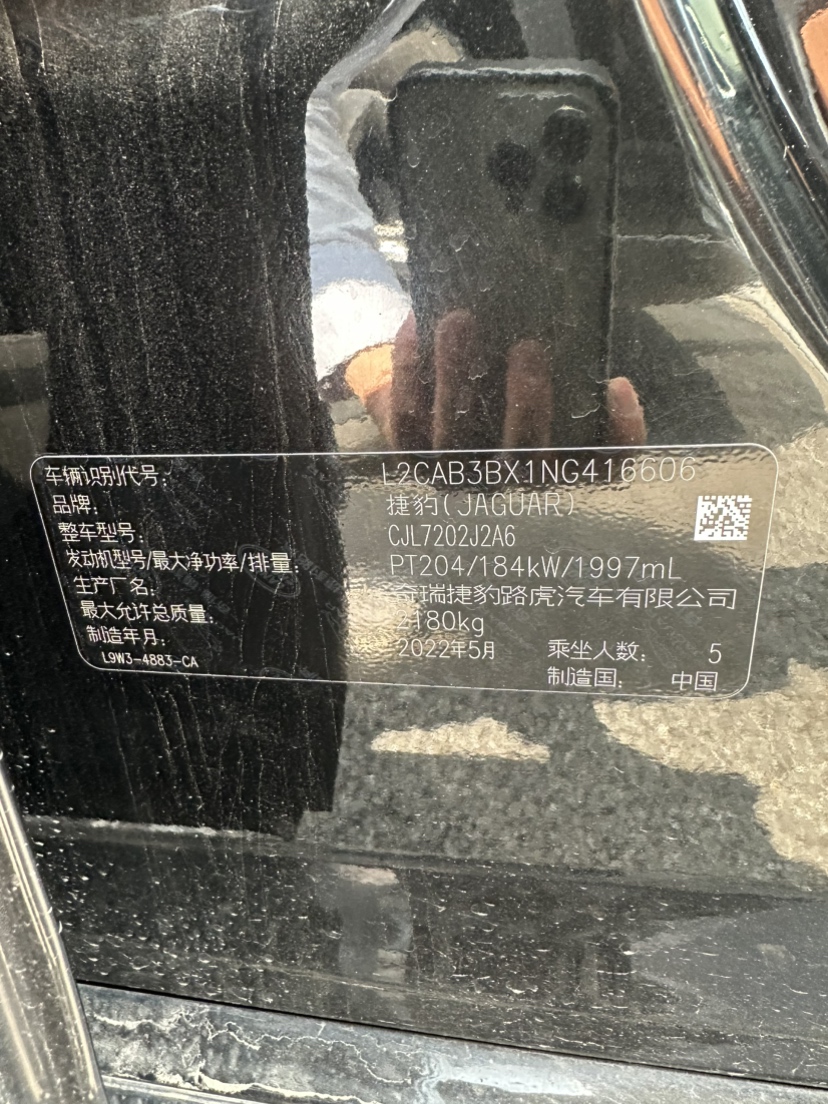 车辆识别代号: L2CAB3BX1NG416606
品牌: 捷豹(JAGUAR)
整车型号: CJL7202J2A6
发动机型号/最大净功率/排量: PT204/184kW/1997mL
生产厂名: 奇瑞捷豹路虎汽车有限公司
最大允许总质量: 2180kg
制造年月: 2022年5月 乘坐人数: 5
L9W3-4883-CA 制造国: 中国